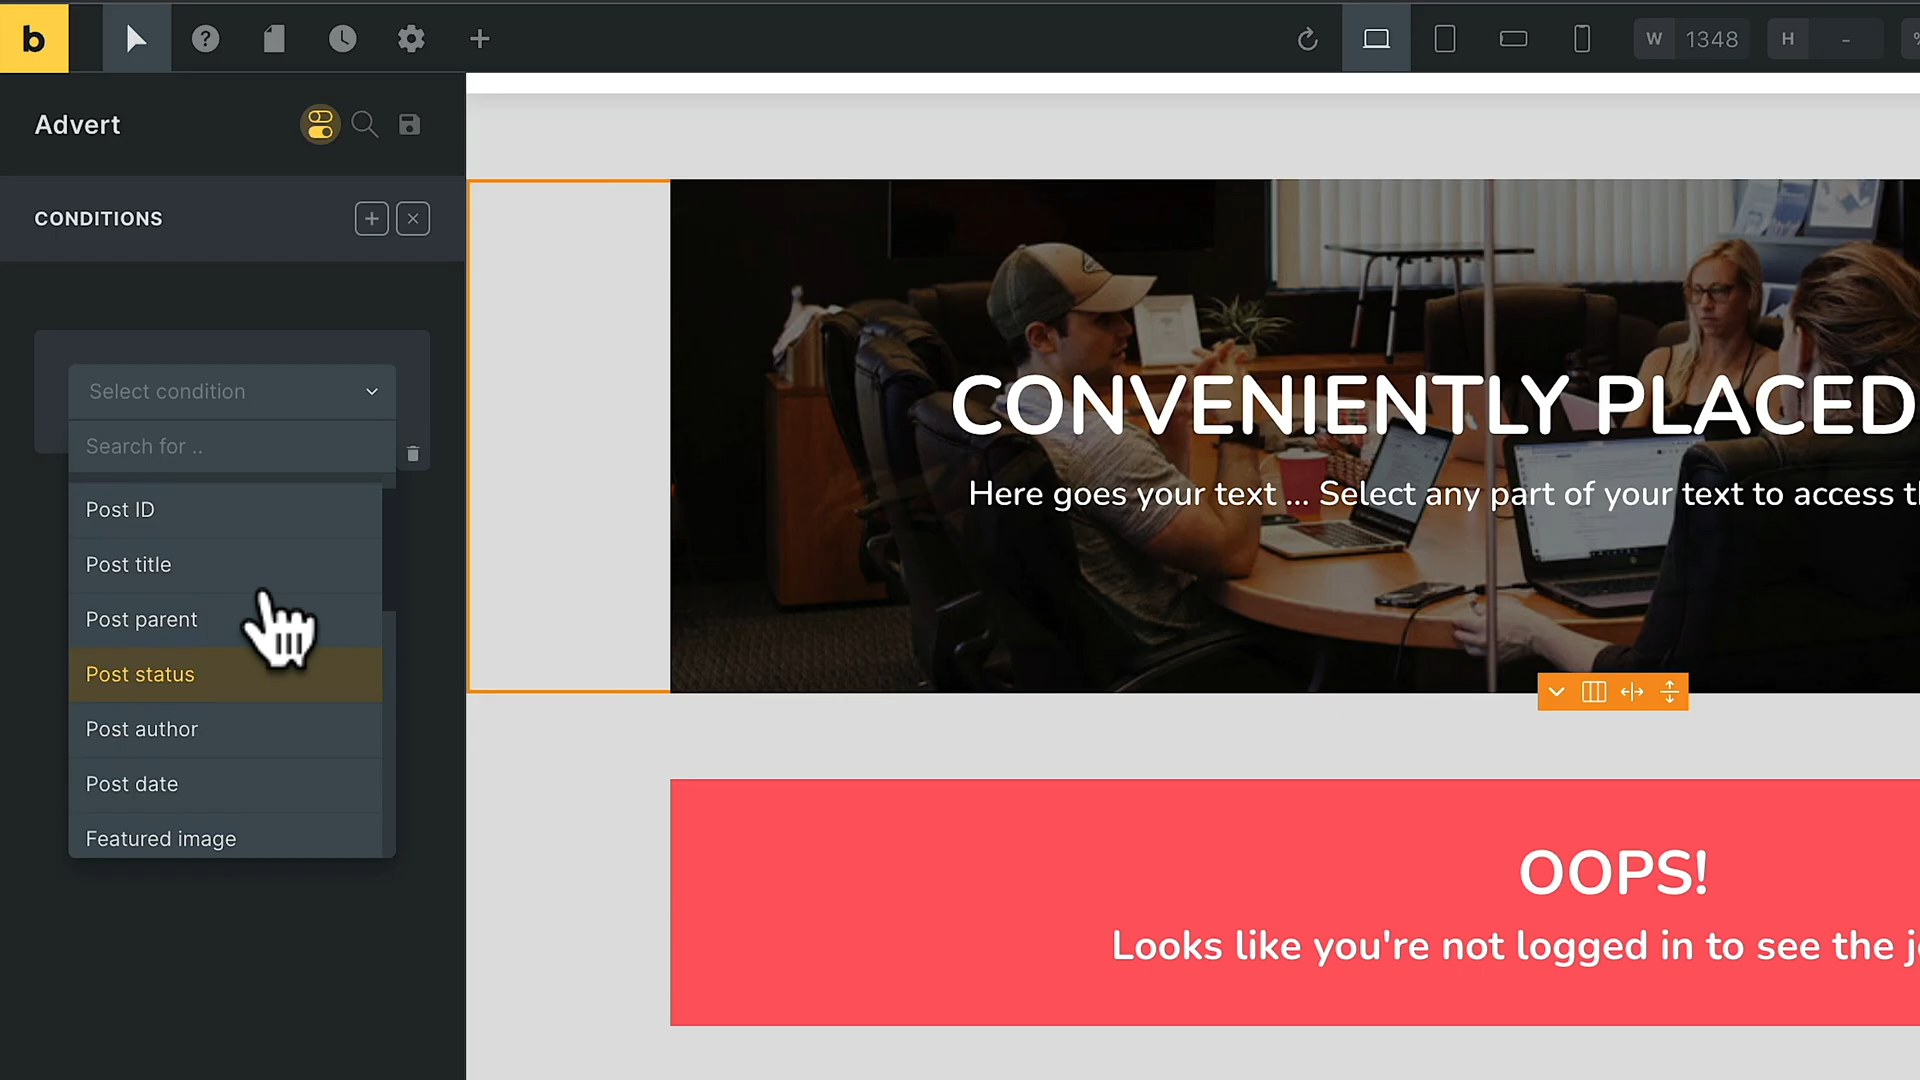 b
W 1348 H -
Advert
CONDITIONS
Select condition
Search for ..
Post ID
Post title
Post parent
Post status
Post author
Post date
Featured image
CONVENIENTLY PLACED
Here goes your text ... Select any part of your text to access t
OOPS!
Looks like you're not logged in to see the j